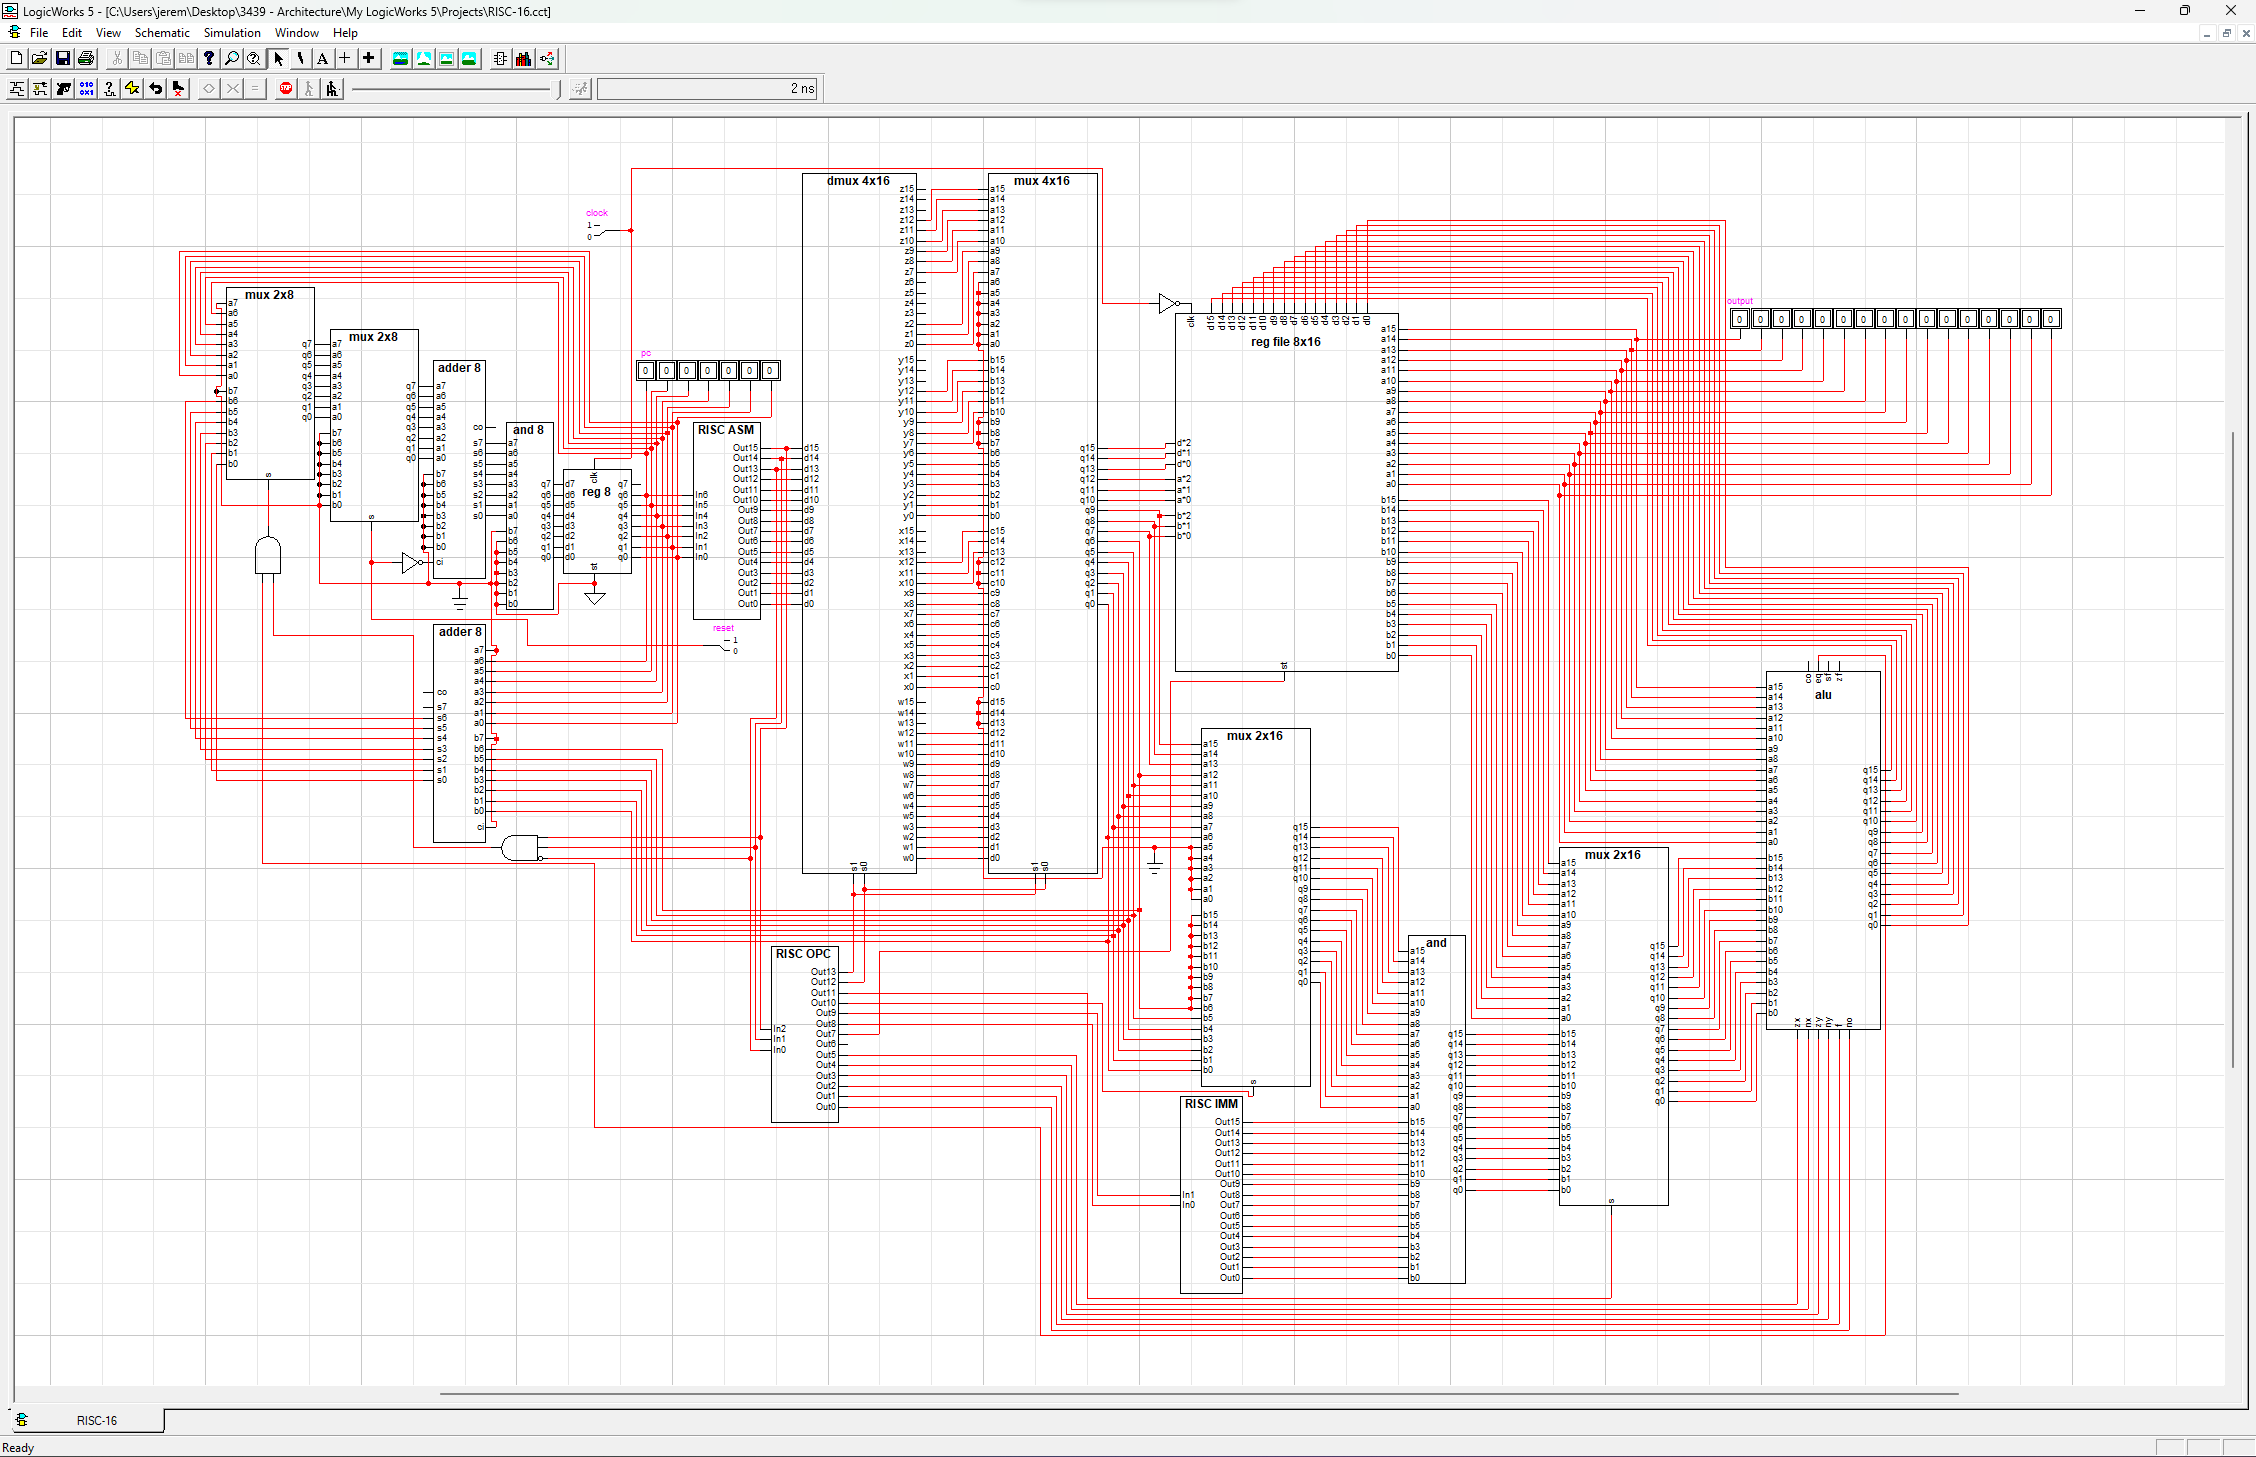 LogicWorks 5 - [C:\Users\jerem\Desktop\3439 - Architecture\My LogicWorks 5\Projects\RISC-16.cct]
File Edit View Schematic Simulation Window Help
2 ns
clock
1
0
mux 2x8
a7
a6
a5
a4
a3
a2
a1
a0
b7
b6
b5
b4
b3
b2
b1
b0
q7
q6
q5
q4
q3
q2
q1
q0
s
mux 2x8
a7
a6
a5
a4
a3
a2
a1
a0
b7
b6
b5
b4
b3
b2
b1
b0
q7
q6
q5
q4
q3
q2
q1
q0
s
adder 8
a7
a6
a5
a4
a3
a2
a1
a0
b7
b6
b5
b4
b3
b2
b1
b0
ci
co
s7
s6
s5
s4
s3
s2
s1
s0
and 8
a7
a6
a5
a4
a3
a2
a1
a0
b7
b6
b5
b4
b3
b2
b1
b0
q7
q6
q5
q4
q3
q2
q1
q0
reg 8
clk
d7
d6
d5
d4
d3
d2
d1
d0
q7
q6
q5
q4
q3
q2
q1
q0
st
pc
0 0 0 0 0 0 0
RISC ASM
In6
In5
In4
In3
In2
In1
In0
Out15
Out14
Out13
Out12
Out11
Out10
Out9
Out8
Out7
Out6
Out5
Out4
Out3
Out2
Out1
Out0
reset
1
0
adder 8
a7
a6
a5
a4
a3
a2
a1
a0
b7
b6
b5
b4
b3
b2
b1
b0
ci
co
s7
s6
s5
s4
s3
s2
s1
s0
dmux 4x16
d15
d14
d13
d12
d11
d10
d9
d8
d7
d6
d5
d4
d3
d2
d1
d0
z15
z14
z13
z12
z11
z10
z9
z8
z7
z6
z5
z4
z3
z2
z1
z0
y15
y14
y13
y12
y11
y10
y9
y8
y7
y6
y5
y4
y3
y2
y1
y0
x15
x14
x13
x12
x11
x10
x9
x8
x7
x6
x5
x4
x3
x2
x1
x0
w15
w14
w13
w12
w11
w10
w9
w8
w7
w6
w4
w5
w3
w2
w1
w0
s1
s0
mux 4x16
a15
a14
a13
a12
a11
a10
a9
a8
a7
a6
a5
a4
a3
a2
a1
a0
b15
b14
b13
b12
b11
b10
b9
b8
b7
b6
b5
b4
b3
b2
b1
b0
c15
c14
c13
c12
c11
c10
c9
c8
c7
c6
c5
c4
c3
c2
c1
c0
d15
d14
d13
d12
d11
d10
d9
d8
d7
d6
d5
d4
d3
d2
d1
d0
q15
q14
q13
q12
q11
q10
q9
q8
q7
q6
q5
q4
q3
q2
q1
q0
s1
s0
reg file 8x16
clk
d15
d14
d13
d12
d11
d10
d9
d8
d7
d6
d5
d4
d3
d2
d1
d0
d*2
d*1
d*0
a*2
a*1
a*0
b*2
b*1
b*0
a15
a14
a13
a12
a11
a10
a9
a8
a7
a6
a5
a4
a3
a2
a1
a0
b15
b14
b13
b12
b11
b10
b9
b8
b7
b6
b5
b4
b3
b2
b1
b0
st
output
0 0 0 0 0 0 0 0 0 0 0 0 0 0 0 0
RISC OPC
In2
In1
In0
Out13
Out12
Out11
Out10
Out9
Out8
Out7
Out6
Out5
Out4
Out3
Out2
Out1
Out0
mux 2x16
a15
a14
a13
a12
a11
a10
a9
a8
a7
a6
a5
a4
a3
a2
a1
a0
b15
b14
b13
b12
b11
b10
b9
b8
b7
b6
b5
b4
b3
b2
b1
b0
q15
q14
q13
q12
q11
q10
q9
q8
q7
q6
q5
q4
q3
q2
q1
q0
s
RISC IMM
In1
In0
Out15
Out14
Out13
Out12
Out11
Out10
Out9
Out8
Out7
Out6
Out5
Out4
Out3
Out2
Out1
Out0
and
a15
a14
a13
a12
a11
a10
a9
a8
a7
a6
a5
a4
a3
a2
a1
a0
b15
b14
b13
b12
b11
b10
b9
b8
b7
b6
b5
b4
b3
b2
b1
b0
q15
q14
q13
q12
q11
q10
q9
q8
q7
q6
q5
q4
q3
q2
q1
q0
mux 2x16
a15
a14
a13
a12
a11
a10
a9
a8
a7
a6
a5
a4
a3
a2
a1
a0
b15
b14
b13
b12
b11
b10
b9
b8
b7
b6
b5
b4
b3
b2
b1
b0
q15
q14
q13
q12
q11
q10
q9
q8
q7
q6
q5
q4
q3
q2
q1
q0
s
alu
co
eq
sf
zf
a15
a14
a13
a12
a11
a10
a9
a8
a7
a6
a5
a4
a3
a2
a1
a0
b15
b14
b13
b12
b11
b10
b9
b8
b7
b6
b5
b4
b3
b2
b1
b0
q15
q14
q13
q12
q11
q10
q9
q8
q7
q6
q5
q4
q3
q2
q1
q0
zx
nx
zy
ny
f
no
RISC-16
Ready